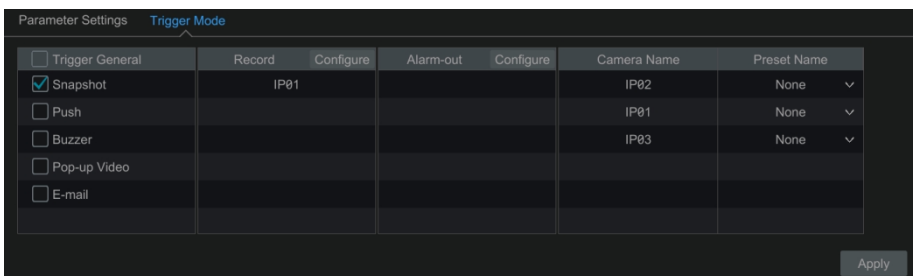 Parameter Settings Trigger Mode
Trigger General Record Configure Alarm-out Configure Camera Name Preset Name
Snapshot IP01 IP02 None
Push IP01 None
Buzzer IP03 None
Pop-up Video
E-mail
Apply